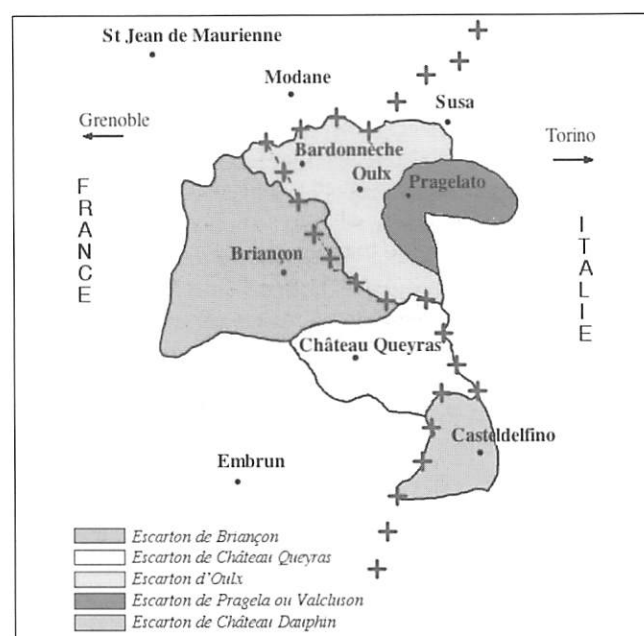 St Jean de Maurienne
Modane
Grenoble
Susa
Torino
Bardonnèche
Oulx
Pragelato
FRANCE
ITALIE
Briançon
Château Queyras
Casteldelfino
Embrun
Escarton de Briançon
Escarton de Château Queyras
Escarton d'Oulx
Escarton de Pragela ou Valcluson
Escarton de Château Dauphin